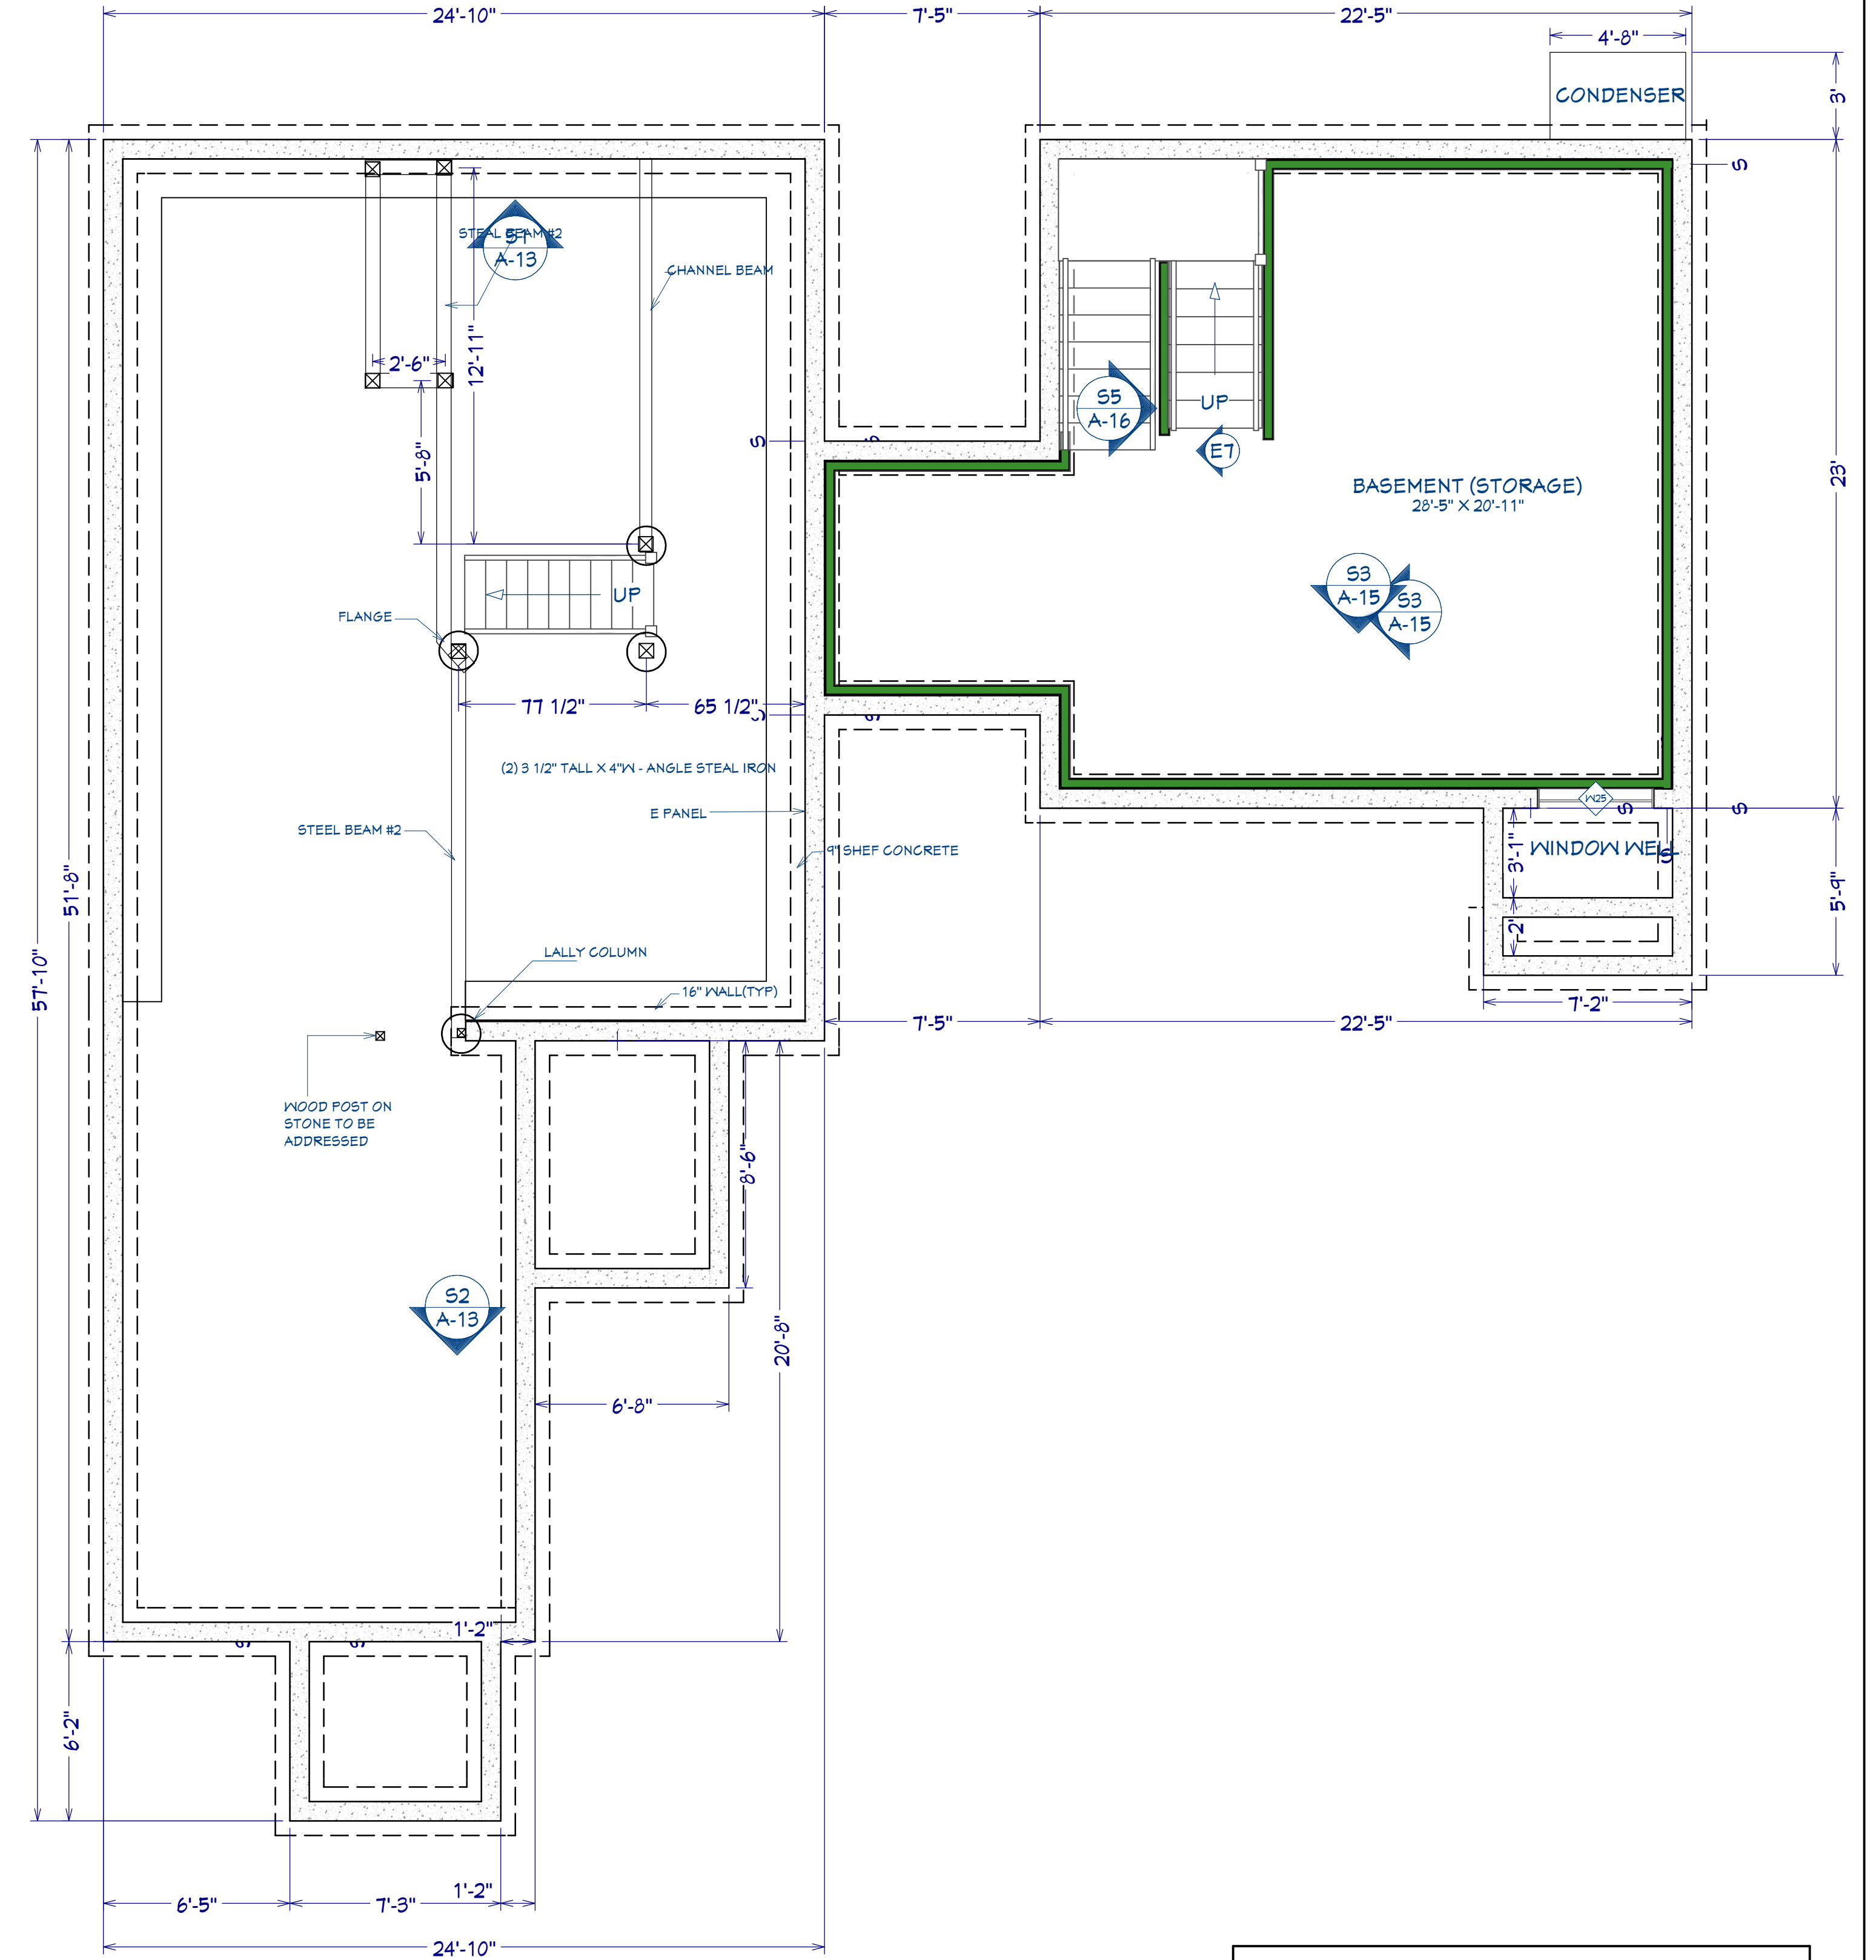 24'-10"
7'-5"
22'-5"
4'-8"
CONDENSER
3'
S
STEAL BEAM #2
S1
A-13
CHANNEL BEAM
2'-6"
12'-11"
5'-8"
S
S
S5
A-16
UP
E7
BASEMENT (STORAGE)
28'-5" X 20'-11"
23'
S3
A-15
S3
A-15
UP
FLANGE
77 1/2"
65 1/2"
(2) 3 1/2" TALL X 4"W - ANGLE STEAL IRON
E PANEL
STEEL BEAM #2
9" SHEF CONCRETE
W25
S
S
WINDOW WELL
S
3'-1"
2'
5'-9"
7'-2"
51'-8"
57'-10"
LALLY COLUMN
16" WALL(TYP)
7'-5"
22'-5"
WOOD POST ON
STONE TO BE
ADDRESSED
8'-6"
20'-8"
S2
A-13
6'-8"
1'-2"
6'-2"
1'-2"
6'-5"
7'-3"
24'-10"